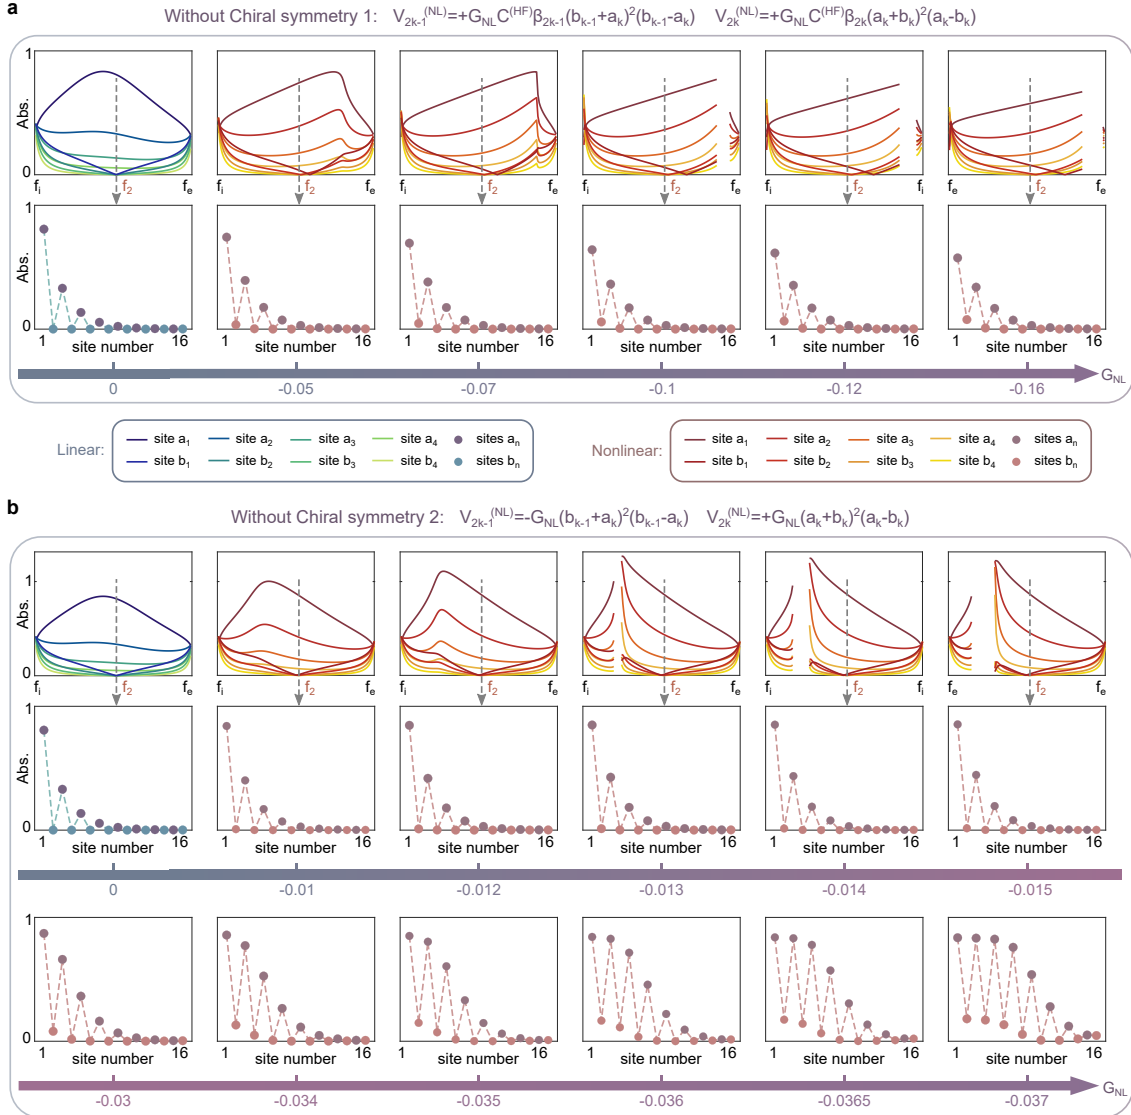 a
Without Chiral symmetry 1: V₂ₖ₋₁⁽ᴺᴸ⁾=+G_NL C⁽ᴴᶠ⁾β₂ₖ₋₁(bₖ₋₁+aₖ)²(bₖ₋₁-aₖ) V₂ₖ⁽ᴺᴸ⁾=+G_NL C⁽ᴴᶠ⁾β₂ₖ(aₖ+bₖ)²(aₖ-bₖ)
1
Abs.
0
fᵢ f₂ fₑ fᵢ f₂ fₑ fᵢ f₂ fₑ fᵢ f₂ fₑ fᵢ f₂ fₑ fₑ f₂ fₑ
1
Abs.
0
1 16 1 16 1 16 1 16 1 16 1 16
site number site number site number site number site number site number
0 -0.05 -0.07 -0.1 -0.12 -0.16 G_NL
Linear: site a₁ site a₂ site a₃ site a₄ sites aₙ
site b₁ site b₂ site b₃ site b₄ sites bₙ
Nonlinear: site a₁ site a₂ site a₃ site a₄ sites aₙ
site b₁ site b₂ site b₃ site b₄ sites bₙ
b
Without Chiral symmetry 2: V₂ₖ₋₁⁽ᴺᴸ⁾=-G_NL(bₖ₋₁+aₖ)²(bₖ₋₁-aₖ) V₂ₖ⁽ᴺᴸ⁾=+G_NL(aₖ+bₖ)²(aₖ-bₖ)
1
Abs.
0
fᵢ f₂ fₑ fᵢ f₂ fₑ fᵢ f₂ fₑ fᵢ f₂ fₑ fᵢ f₂ fₑ fₑ f₂ fₑ
1
Abs.
0
1 16 1 16 1 16 1 16 1 16 1 16
site number site number site number site number site number site number
0 -0.01 -0.012 -0.013 -0.014 -0.015
1
Abs.
0
1 16 1 16 1 16 1 16 1 16 1 16
site number site number site number site number site number site number
-0.03 -0.034 -0.035 -0.036 -0.0365 -0.037 G_NL